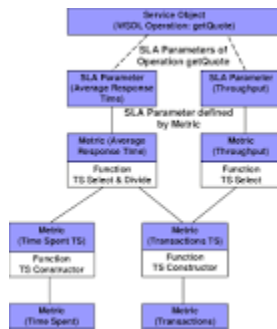 Service Object
(WSDL Operation: getQuote)
SLA Parameters of
Operation getQuote
SLA Parameter
(Average Response
Time)
SLA Parameter
(Throughput)
SLA Parameter defined
by Metric
Metric (Average
Response Time)
Function
TS Select & Divide
Metric
(Throughput)
Function
TS Select
Metric
(Time Spent TS)
Function
TS Constructor
Metric
(Transactions TS)
Function
TS Constructor
Metric
(Time Spent)
Metric
(Transactions)